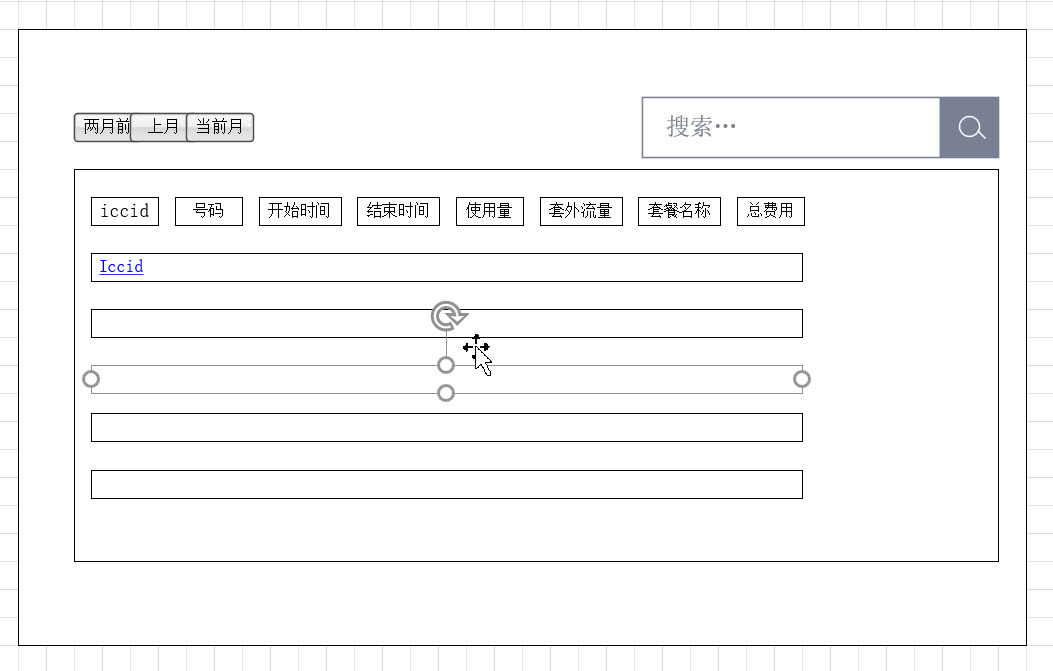 两月前 上月 当前月 搜索…
iccid 号码 开始时间 结束时间 使用量 套外流量 套餐名称 总费用
Iccid